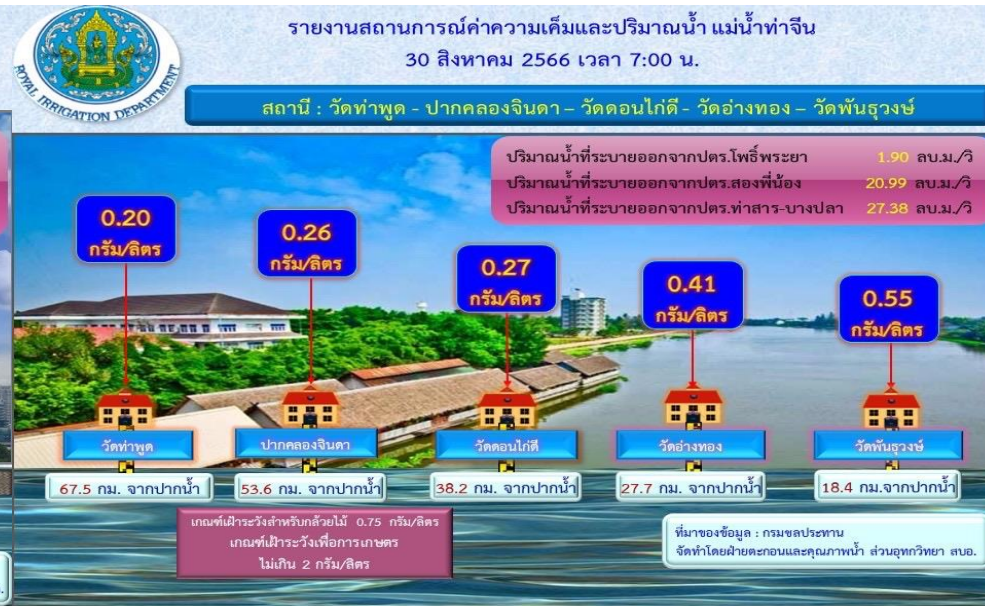 รายงานสถานการณ์ค่าความเค็มและปริมาณน้ำ แม่น้ำท่าจีน
30 สิงหาคม 2566 เวลา 7:00 น.
ROYAL IRRIGATION DEPARTMENT
สถานี : วัดท่าพูด - ปากคลองจินดา – วัดดอนไก่ดี - วัดอ่างทอง – วัดพันธุวงษ์
ปริมาณน้ำที่ระบายออกจากปตร.โพธิ์พระยา 1.90 ลบ.ม./วิ
ปริมาณน้ำที่ระบายออกจากปตร.สองพี่น้อง 20.99 ลบ.ม./วิ
ปริมาณน้ำที่ระบายออกจากปตร.ท่าสาร-บางปลา 27.38 ลบ.ม./วิ
0.20
กรัม/ลิตร
0.26
กรัม/ลิตร
0.27
กรัม/ลิตร
0.41
กรัม/ลิตร
0.55
กรัม/ลิตร
วัดท่าพูด
ปากคลองจินดา
วัดดอนไก่ดี
วัดอ่างทอง
วัดพันธุวงษ์
67.5 กม. จากปากน้ำ
53.6 กม. จากปากน้ำ
38.2 กม. จากปากน้ำ
27.7 กม. จากปากน้ำ
18.4 กม.จากปากน้ำ
เกณฑ์เฝ้าระวังสำหรับกล้วยไม้ 0.75 กรัม/ลิตร
เกณฑ์เฝ้าระวังเพื่อการเกษตร
ไม่เกิน 2 กรัม/ลิตร
ที่มาของข้อมูล : กรมชลประทาน
จัดทำโดยฝ่ายตะกอนและคุณภาพน้ำ ส่วนอุทกวิทยา สบอ.